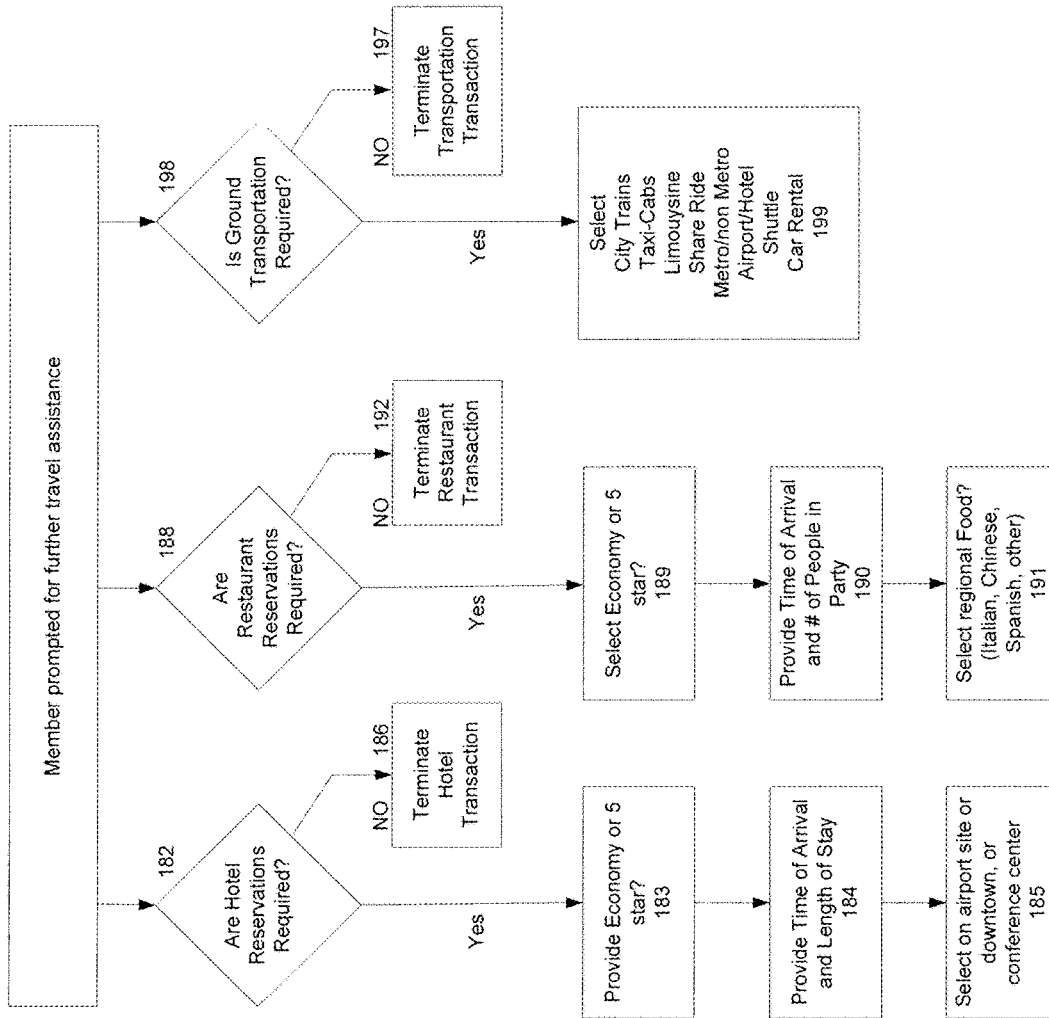 Member prompted for further travel assistance
182
Are Hotel
Reservations
Required?
NO
186
Terminate
Hotel
Transaction
Yes
Provide Economy or 5
star?
183
Provide Time of Arrival
and Length of Stay
184
Select on airport site or
downtown, or
conference center
185
188
Are
Restaurant
Reservations
Required?
NO
192
Terminate
Restaurant
Transaction
Yes
Select Economy or 5
star?
189
Provide Time of Arrival
and # of People in
Party
190
Select regional Food?
(Italian, Chinese,
Spanish, other)
191
198
Is Ground
Transportation
Required?
NO
197
Terminate
Transportation
Transaction
Yes
Select
City Trains
Taxi-Cabs
Limouysine
Share Ride
Metro/non Metro
Airport/Hotel
Shuttle
Car Rental
199